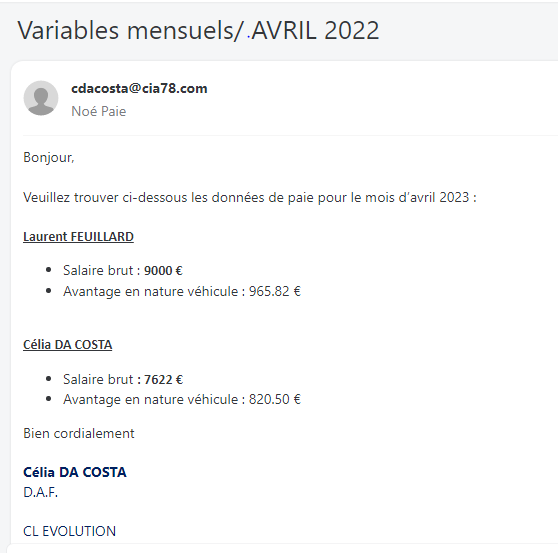 Variables mensuels/ .AVRIL 2022
cdacosta@cia78.com
Noé Paie
Bonjour,
Veuillez trouver ci-dessous les données de paie pour le mois d’avril 2023 :
Laurent FEUILLARD
• Salaire brut : 9000 €
• Avantage en nature véhicule : 965.82 €
Célia DA COSTA
• Salaire brut : 7622 €
• Avantage en nature véhicule : 820.50 €
Bien cordialement
Célia DA COSTA
D.A.F.
CL EVOLUTION